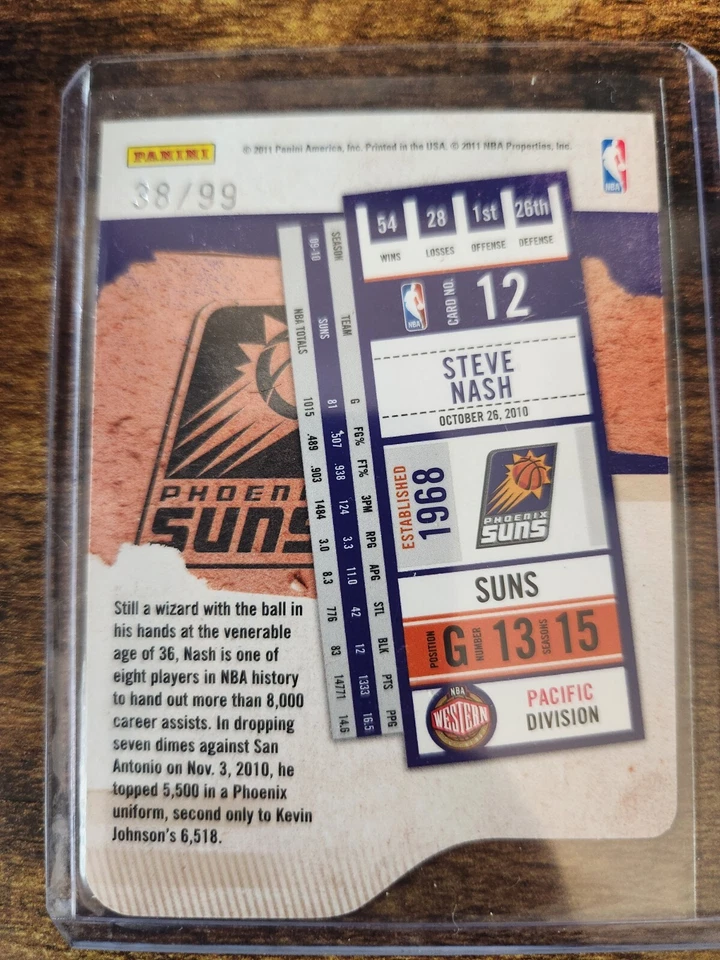 PANINI
© 2011 Panini America, Inc. Printed in the USA. © 2011 NBA Properties, Inc.
NBA
38/99
54 28 1st 26th
WINS LOSSES OFFENSE DEFENSE
NBA
CARD NO. 12
STEVE
NASH
OCTOBER 26, 2010
ESTABLISHED
1968
PHOENIX
SUNS
SUNS
POSITION G NUMBER 13 SEASONS 15
NBA
WESTERN
PACIFIC
DIVISION
SEASON TEAM G FG% FT% 3PM RPG APG STL BLK PTS PPG
09-10 SUNS 81 .507 .938 124 3.3 11.0 42 12 1333 16.5
NBA TOTALS 1015 .489 .903 1484 3.0 8.3 776 83 14771 14.6
PHOEN
SUNS
Still a wizard with the ball in
his hands at the venerable
age of 36, Nash is one of
eight players in NBA history
to hand out more than 8,000
career assists. In dropping
seven dimes against San
Antonio on Nov. 3, 2010, he
topped 5,500 in a Phoenix
uniform, second only to Kevin
Johnson's 6,518.